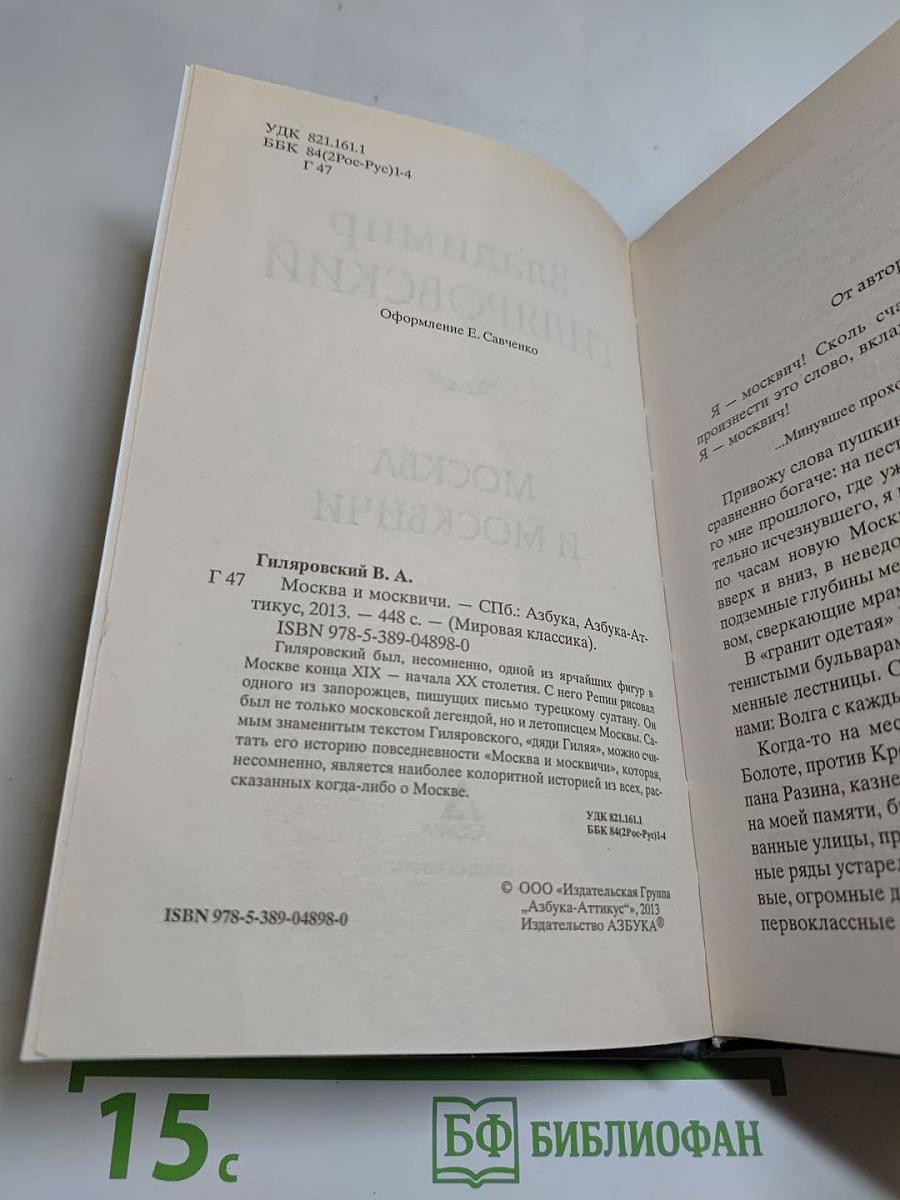 УДК 821.161.1
ББК 84(2Рос-Рус)1-4
Г 47
Владимир
ГИЛЯРОВСКИЙ
Оформление Е. Савченко
МОСКВА
И МОСКВИЧИ
Гиляровский В. А.
Г 47 Москва и москвичи. — СПб.: Азбука, Азбука-Ат-
тикус, 2013. — 448 с. — (Мировая классика).
ISBN 978-5-389-04898-0
Гиляровский был, несомненно, одной из ярчайших фигур в
Москве конца XIX — начала XX столетия. С него Репин рисовал
одного из запорожцев, пишущих письмо турецкому султану. Он
был не только московской легендой, но и летописцем Москвы. Са-
мым знаменитым текстом Гиляровского, «дяди Гиляя», можно счи-
тать его историю повседневности «Москва и москвичи», которая,
несомненно, является наиболее колоритной историей из всех, рас-
сказанных когда-либо о Москве.
УДК 821.161.1
ББК 84(2Рос-Рус)1-4
© ООО «Издательская Группа
„Азбука-Аттикус“», 2013
Издательство АЗБУКА®
ISBN 978-5-389-04898-0
От автор
Я — москвич! Сколь сча
произнести это слово, вкла
Я — москвич!
...Минувшее прохо
Привожу слова пушкин
сравненно богаче: на пест
го мне прошлого, где уж
тельно исчезнувшего, я
по часам новую Моск
вверх и вниз, в неведо
подземные глубины ме
вом, сверкающие мрам
В «гранит одетая»
тенистыми бульварам
менные лестницы. С
нами: Волга с кажды
Когда-то на мес
Болоте, против Кре
пана Разина, казне
на моей памяти, б
ванные улицы, пр
ные ряды устарел
вые, огромные д
первоклассные
15 с
БФ БИБЛИОФАН